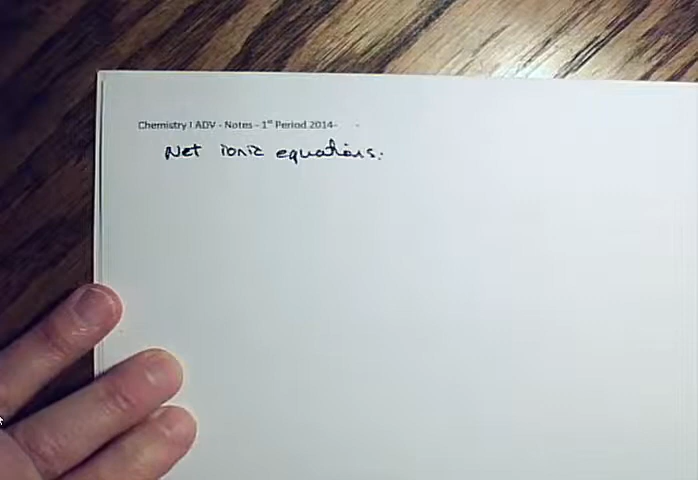 Chemistry I ADV - Notes - 1st Period 2014- -
Net ionic equations: